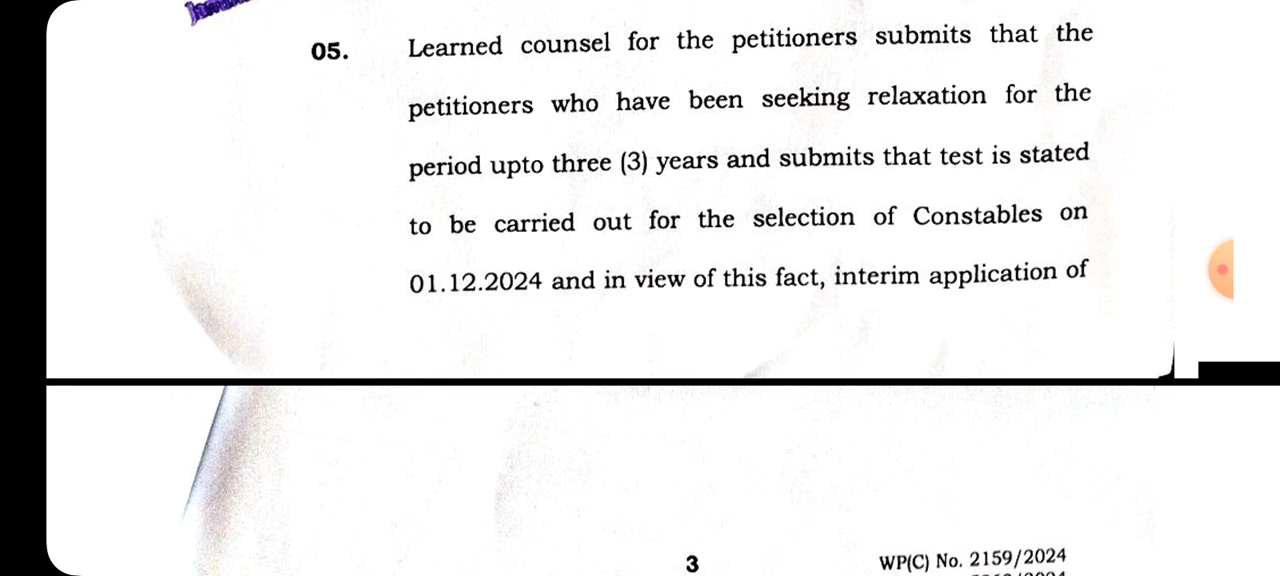 05. Learned counsel for the petitioners submits that the
petitioners who have been seeking relaxation for the
period upto three (3) years and submits that test is stated
to be carried out for the selection of Constables on
01.12.2024 and in view of this fact, interim application of
3 WP(C) No. 2159/2024